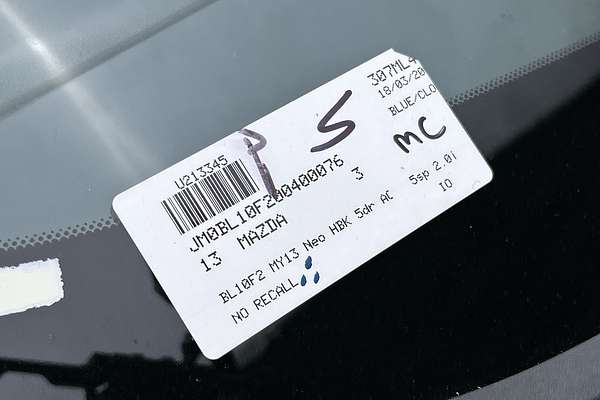 U213345
307ML4
18/03/20
BLUE/CLO
P S MC
JM0BL10F200400076
13 MAZDA 3
BL10F2 MY13 Neo HBK 5dr AC 5sp 2.0i
NO RECALL IO